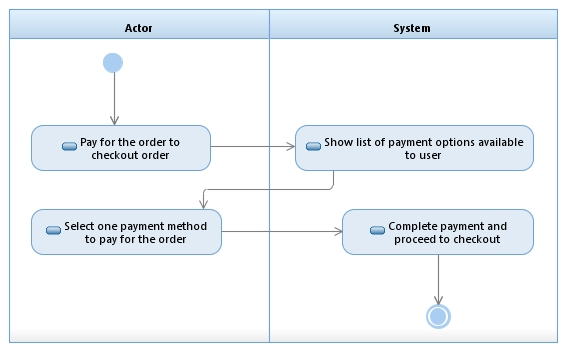 Actor
System
Pay for the order to
checkout order
Show list of payment options available
to user
Select one payment method
to pay for the order
Complete payment and
proceed to checkout